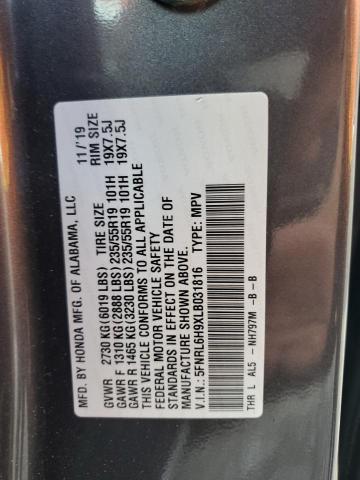 MFD. BY HONDA MFG. OF ALABAMA, LLC 11/'19
TIRE SIZE RIM SIZE
GVWR 2730 KG(6019 LBS)
GAWR F 1310 KG(2888 LBS) 235/55R19 101H 19X7.5J
GAWR R 1465 KG(3230 LBS) 235/55R19 101H 19X7.5J
THIS VEHICLE CONFORMS TO ALL APPLICABLE
FEDERAL MOTOR VEHICLE SAFETY
STANDARDS IN EFFECT ON THE DATE OF
MANUFACTURE SHOWN ABOVE.
V.I.N.: 5FNRL6H9XLB031816 TYPE: MPV
THR L AL5 - NH797M -B -B